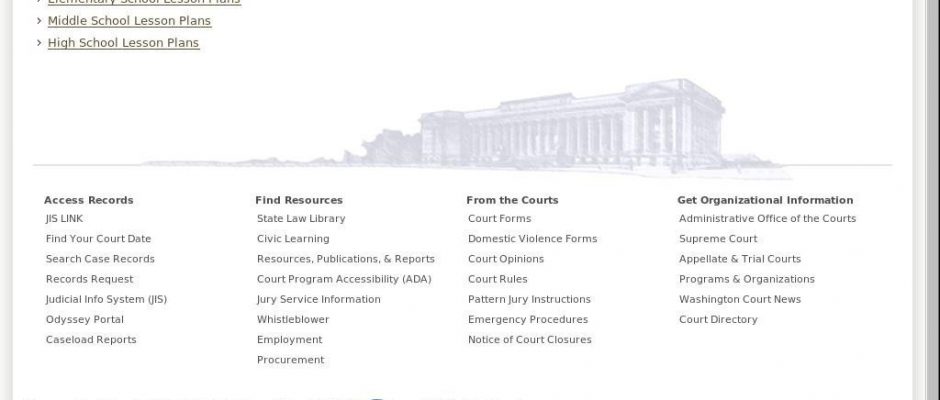 Elementary School Lesson Plans
› Middle School Lesson Plans
› High School Lesson Plans
Access Records
JIS LINK
Find Your Court Date
Search Case Records
Records Request
Judicial Info System (JIS)
Odyssey Portal
Caseload Reports
Find Resources
State Law Library
Civic Learning
Resources, Publications, & Reports
Court Program Accessibility (ADA)
Jury Service Information
Whistleblower
Employment
Procurement
From the Courts
Court Forms
Domestic Violence Forms
Court Opinions
Court Rules
Pattern Jury Instructions
Emergency Procedures
Notice of Court Closures
Get Organizational Information
Administrative Office of the Courts
Supreme Court
Appellate & Trial Courts
Programs & Organizations
Washington Court News
Court Directory